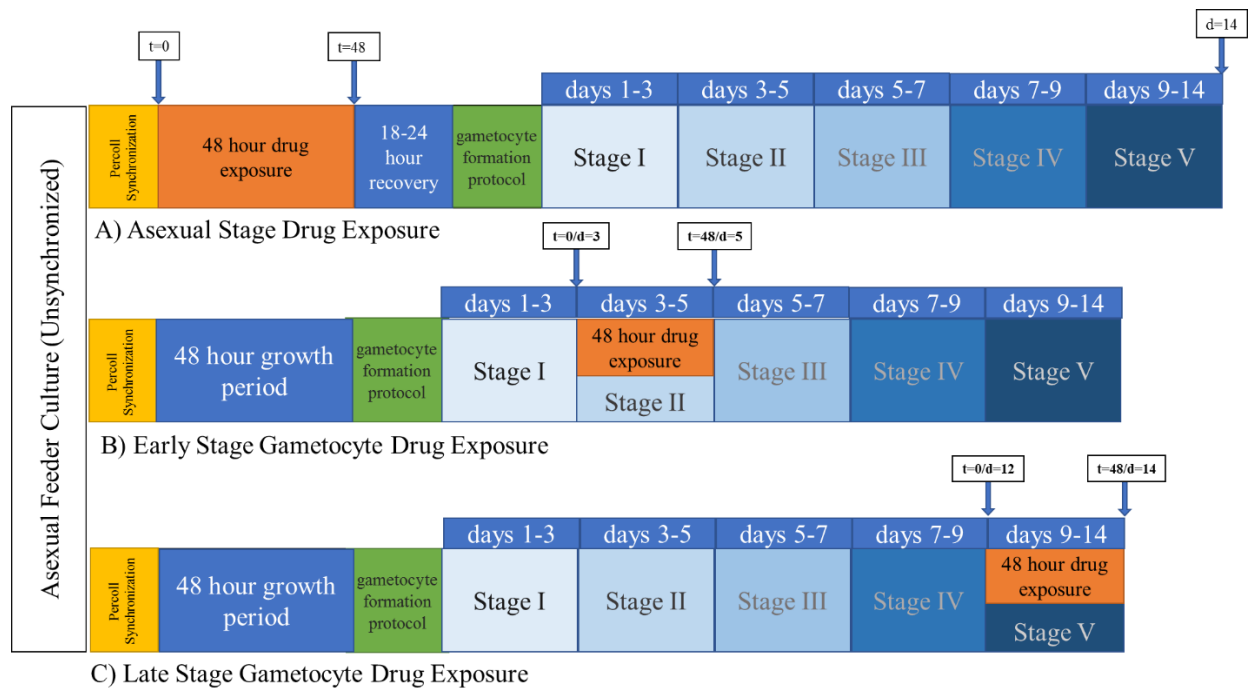 Asexual Feeder Culture (Unsynchronized)
t=0
t=48
d=14
days 1-3
days 3-5
days 5-7
days 7-9
days 9-14
Percoll
Synchronization
48 hour drug
exposure
18-24
hour
recovery
gametocyte
formation
protocol
Stage I
Stage II
Stage III
Stage IV
Stage V
A) Asexual Stage Drug Exposure
t=0/d=3
t=48/d=5
days 1-3
days 3-5
days 5-7
days 7-9
days 9-14
Percoll
Synchronization
48 hour growth
period
gametocyte
formation
protocol
Stage I
48 hour drug
exposure
Stage II
Stage III
Stage IV
Stage V
B) Early Stage Gametocyte Drug Exposure
t=0/d=12
t=48/d=14
days 1-3
days 3-5
days 5-7
days 7-9
days 9-14
Percoll
Synchronization
48 hour growth
period
gametocyte
formation
protocol
Stage I
Stage II
Stage III
Stage IV
48 hour drug
exposure
Stage V
C) Late Stage Gametocyte Drug Exposure